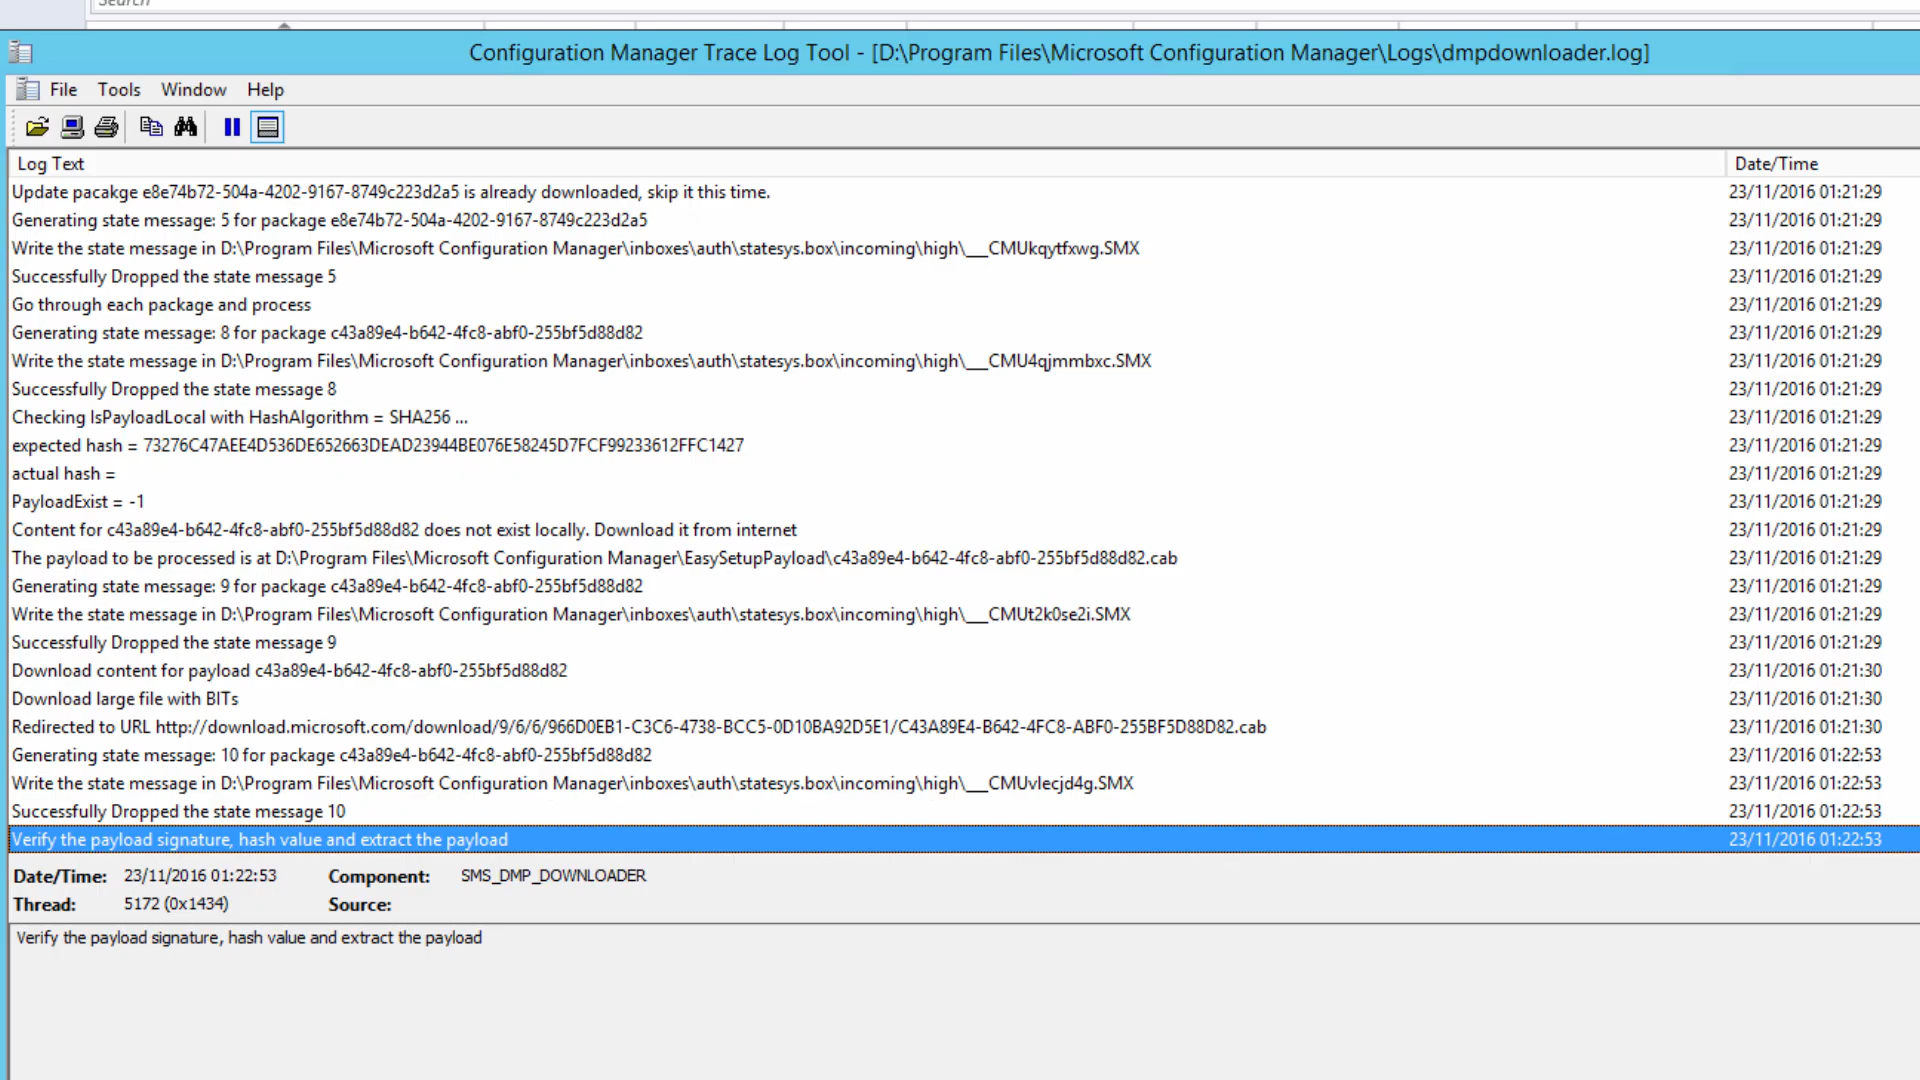 Search
Configuration Manager Trace Log Tool - [D:\Program Files\Microsoft Configuration Manager\Logs\dmpdownloader.log]
File Tools Window Help
Log Text Date/Time
Update pacakge e8e74b72-504a-4202-9167-8749c223d2a5 is already downloaded, skip it this time. 23/11/2016 01:21:29
Generating state message: 5 for package e8e74b72-504a-4202-9167-8749c223d2a5 23/11/2016 01:21:29
Write the state message in D:\Program Files\Microsoft Configuration Manager\inboxes\auth\statesys.box\incoming\high\___CMUkqytfxwg.SMX 23/11/2016 01:21:29
Successfully Dropped the state message 5 23/11/2016 01:21:29
Go through each package and process 23/11/2016 01:21:29
Generating state message: 8 for package c43a89e4-b642-4fc8-abf0-255bf5d88d82 23/11/2016 01:21:29
Write the state message in D:\Program Files\Microsoft Configuration Manager\inboxes\auth\statesys.box\incoming\high\___CMU4qjmmbxc.SMX 23/11/2016 01:21:29
Successfully Dropped the state message 8 23/11/2016 01:21:29
Checking IsPayloadLocal with HashAlgorithm = SHA256 ... 23/11/2016 01:21:29
expected hash = 73276C47AEE4D536DE652663DEAD23944BE076E58245D7FCF99233612FFC1427 23/11/2016 01:21:29
actual hash = 23/11/2016 01:21:29
PayloadExist = -1 23/11/2016 01:21:29
Content for c43a89e4-b642-4fc8-abf0-255bf5d88d82 does not exist locally. Download it from internet 23/11/2016 01:21:29
The payload to be processed is at D:\Program Files\Microsoft Configuration Manager\EasySetupPayload\c43a89e4-b642-4fc8-abf0-255bf5d88d82.cab 23/11/2016 01:21:29
Generating state message: 9 for package c43a89e4-b642-4fc8-abf0-255bf5d88d82 23/11/2016 01:21:29
Write the state message in D:\Program Files\Microsoft Configuration Manager\inboxes\auth\statesys.box\incoming\high\___CMUt2k0se2i.SMX 23/11/2016 01:21:29
Successfully Dropped the state message 9 23/11/2016 01:21:29
Download content for payload c43a89e4-b642-4fc8-abf0-255bf5d88d82 23/11/2016 01:21:30
Download large file with BITs 23/11/2016 01:21:30
Redirected to URL http://download.microsoft.com/download/9/6/6/966D0EB1-C3C6-4738-BCC5-0D10BA92D5E1/C43A89E4-B642-4FC8-ABF0-255BF5D88D82.cab 23/11/2016 01:21:30
Generating state message: 10 for package c43a89e4-b642-4fc8-abf0-255bf5d88d82 23/11/2016 01:22:53
Write the state message in D:\Program Files\Microsoft Configuration Manager\inboxes\auth\statesys.box\incoming\high\___CMUvlecjd4g.SMX 23/11/2016 01:22:53
Successfully Dropped the state message 10 23/11/2016 01:22:53
Verify the payload signature, hash value and extract the payload 23/11/2016 01:22:53
Date/Time: 23/11/2016 01:22:53 Component: SMS_DMP_DOWNLOADER
Thread: 5172 (0x1434) Source:
Verify the payload signature, hash value and extract the payload